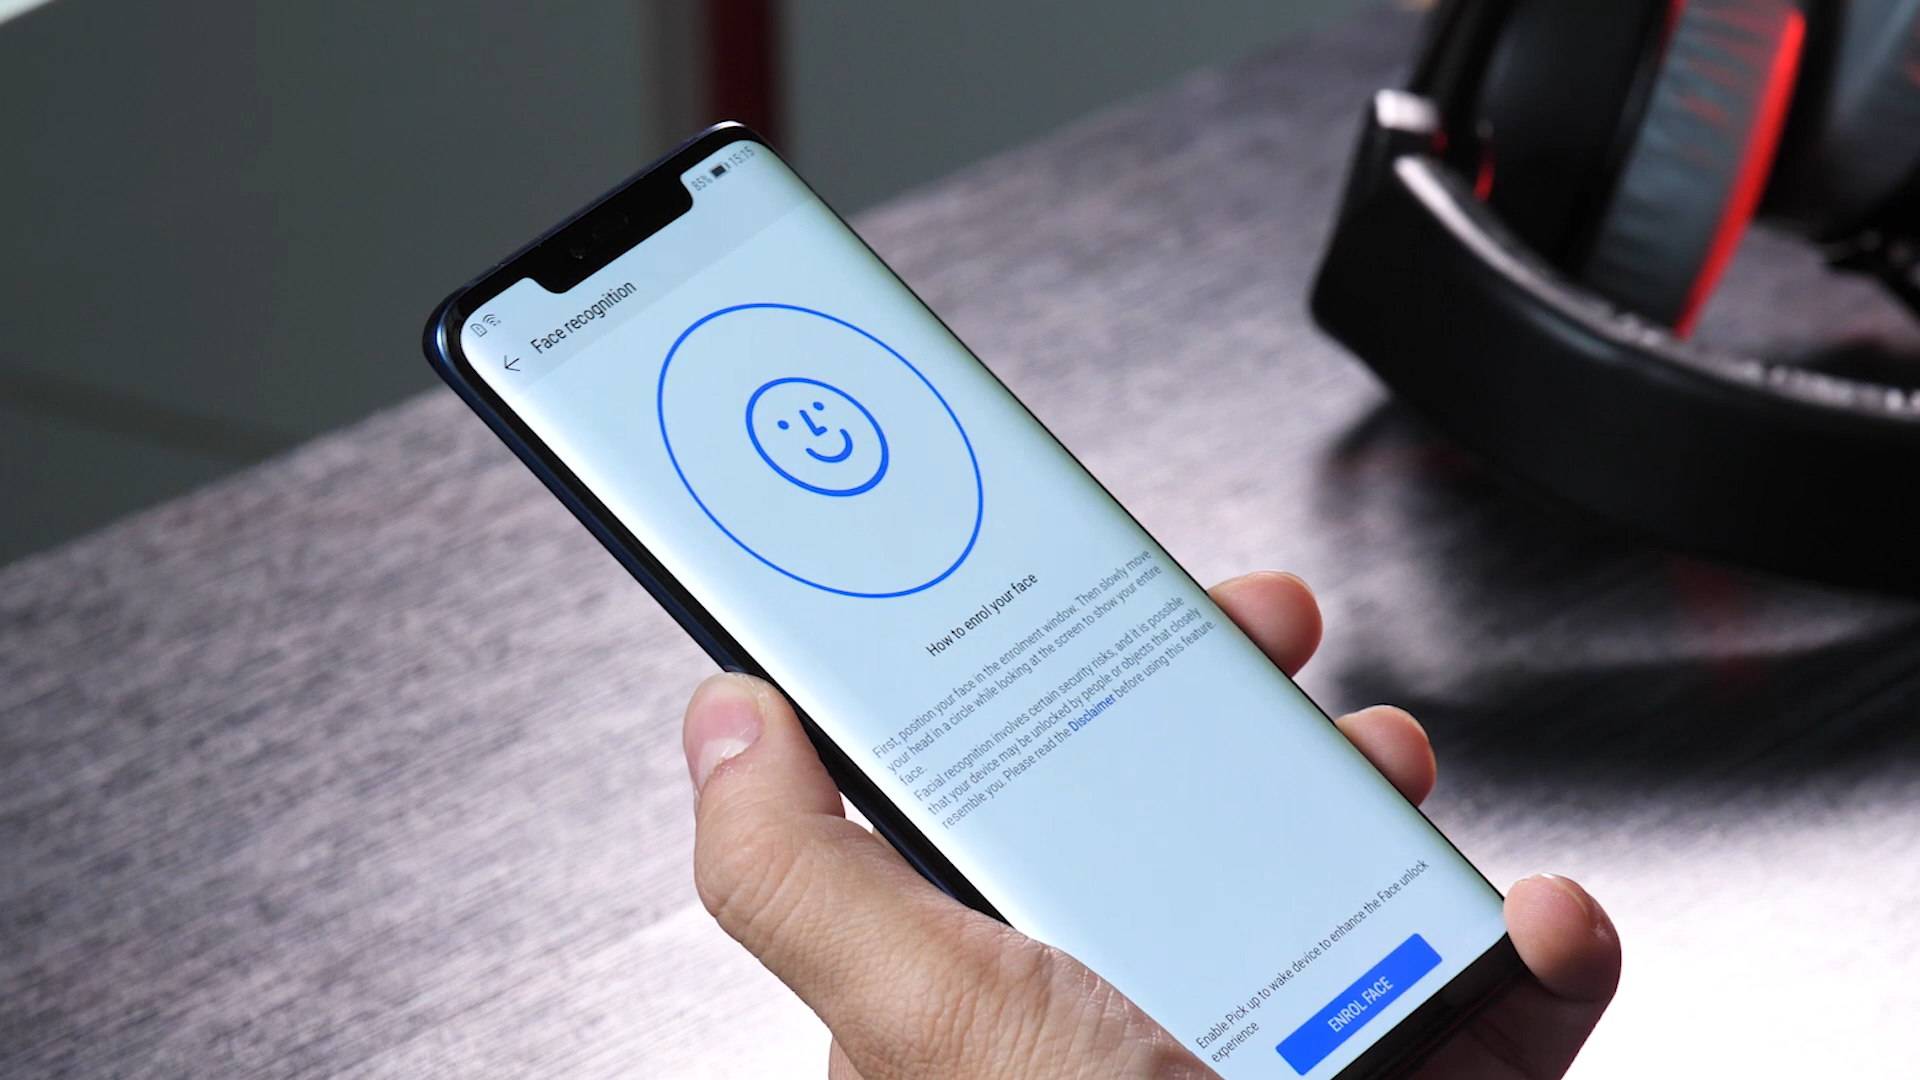 85% 15:15
Face recognition
How to enrol your face
First, position your face in the enrolment window. Then slowly move
your head in a circle while looking at the screen to show your entire
face.
Facial recognition involves certain security risks, and it is possible
that your device may be unlocked by people or objects that closely
resemble you. Please read the Disclaimer before using this feature.
Enable Pick up to wake device to enhance the Face unlock
experience
ENROL FACE